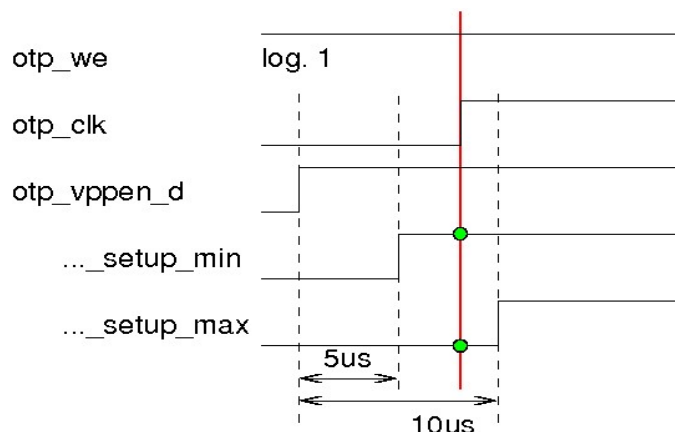 otp_we
log. 1
otp_clk
otp_vppen_d
..._setup_min
..._setup_max
5us
10us